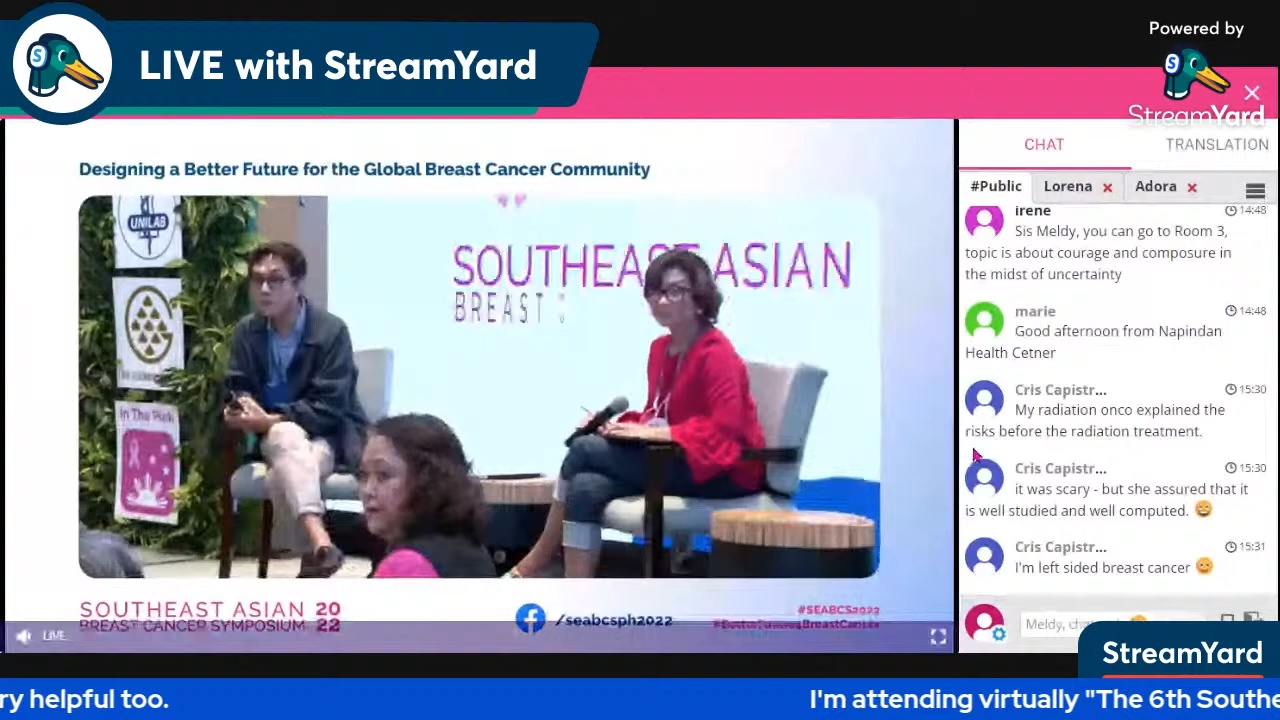 LIVE with StreamYard
Powered by
StreamYard
Designing a Better Future for the Global Breast Cancer Community
UNILAB
In The Pink
SOUTHEAST ASIAN
BREAST
CHAT
TRANSLATION
#Public
Lorena
Adora
irene
14:48
Sis Meldy, you can go to Room 3,
topic is about courage and composure in
the midst of uncertainty
marie
14:48
Good afternoon from Napindan
Health Cetner
Cris Capistr...
15:30
My radiation onco explained the
risks before the radiation treatment.
Cris Capistr...
15:30
it was scary - but she assured that it
is well studied and well computed.
Cris Capistr...
15:31
I'm left sided breast cancer
SOUTHEAST ASIAN 20
BREAST CANCER SYMPOSIUM 22
/seabcsph2022
#SEABCS2022
LIVE
StreamYard
ry helpful too.
I'm attending virtually "The 6th Southe